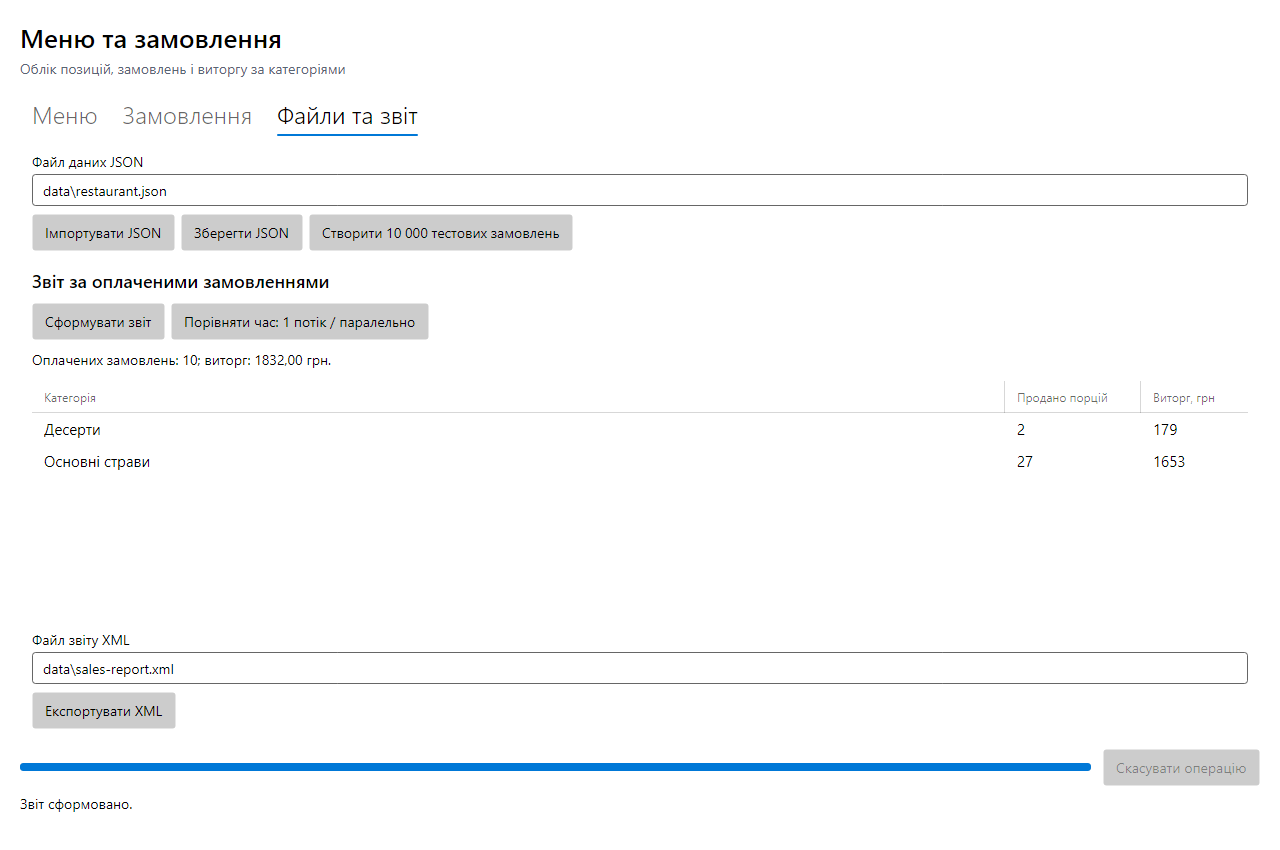 Меню та замовлення
Облік позицій, замовлень і виторгу за категоріями
Меню Замовлення Файли та звіт
Файл даних JSON
data\restaurant.json
Імпортувати JSON Зберегти JSON Створити 10 000 тестових замовлень
Звіт за оплаченими замовленнями
Сформувати звіт Порівняти час: 1 потік / паралельно
Оплачених замовлень: 10; виторг: 1832,00 грн.
Категорія Продано порцій Виторг, грн
Десерти 2 179
Основні страви 27 1653
Файл звіту XML
data\sales-report.xml
Експортувати XML
Скасувати операцію
Звіт сформовано.